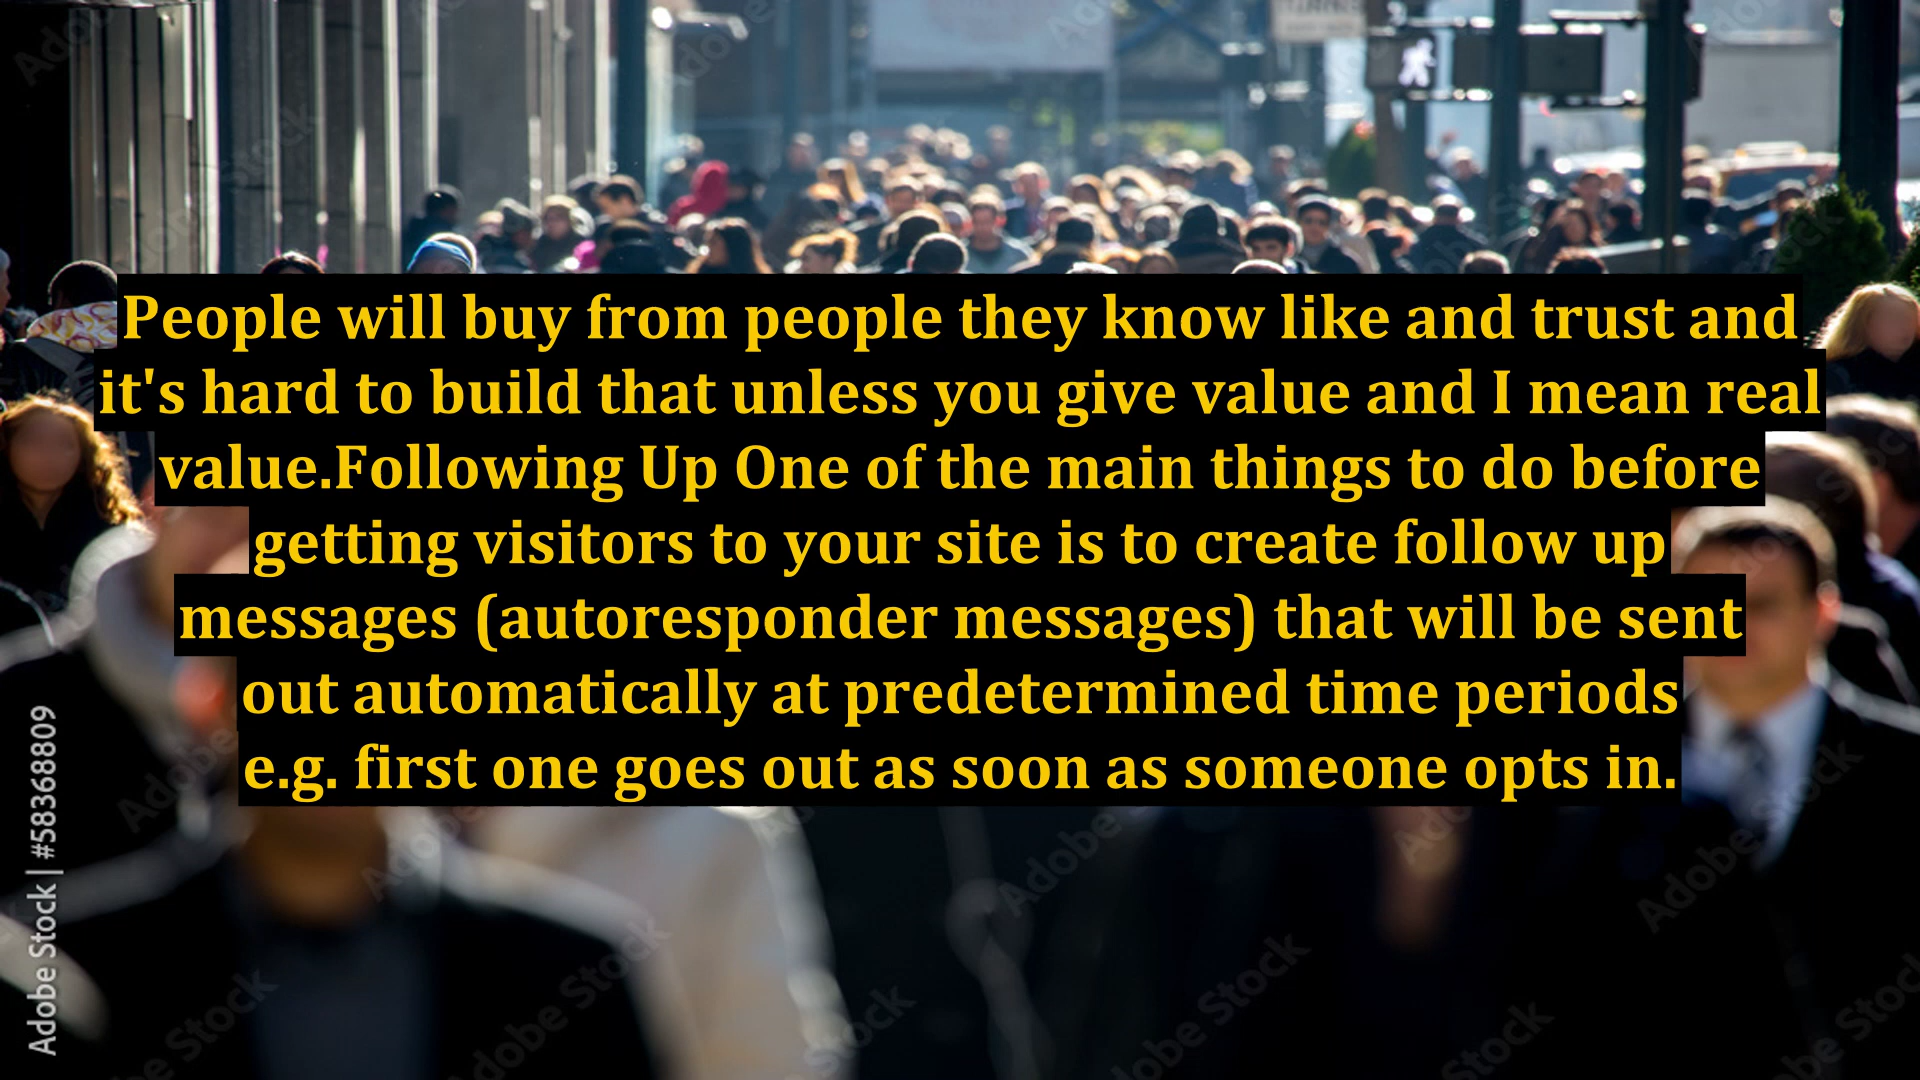 People will buy from people they know like and trust and
it's hard to build that unless you give value and I mean real
value.Following Up One of the main things to do before
getting visitors to your site is to create follow up
messages (autoresponder messages) that will be sent
out automatically at predetermined time periods
e.g. first one goes out as soon as someone opts in.
Adobe Stock | #58368809